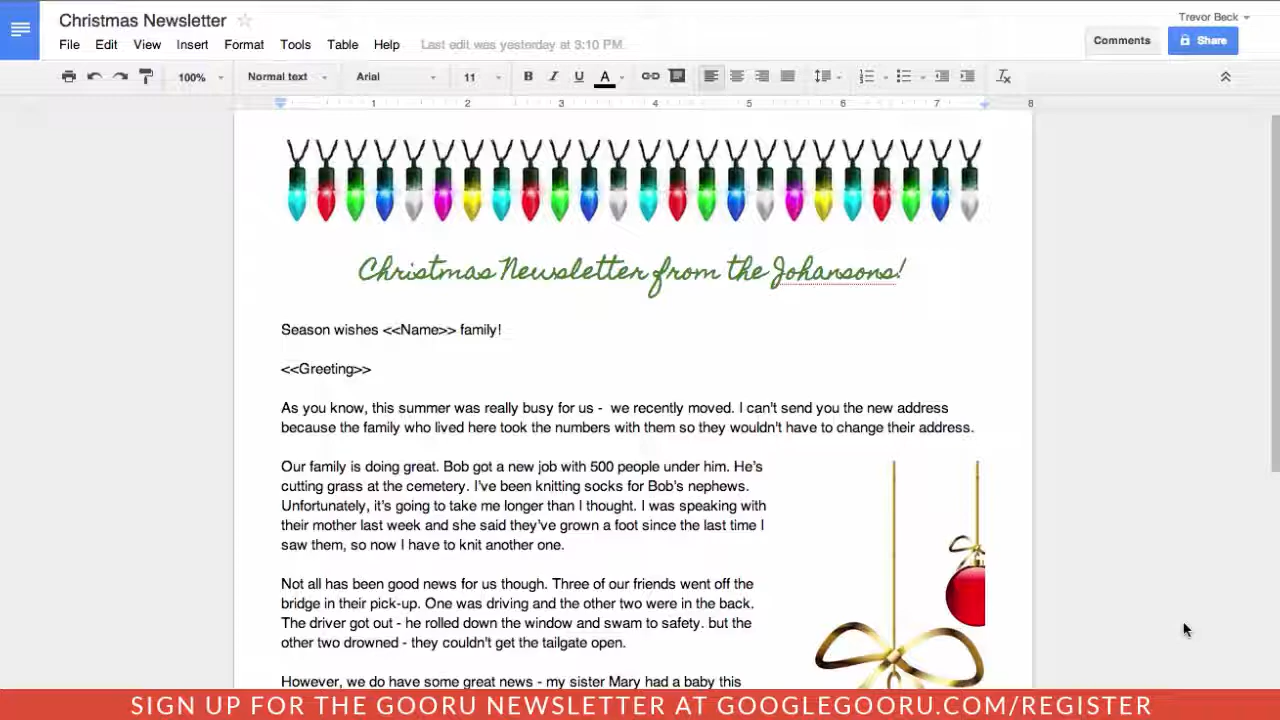 Christmas Newsletter
Trevor Beck
File Edit View Insert Format Tools Table Help Last edit was yesterday at 3:10 PM.
Comments Share
100% Normal text Arial 11 B I U A
1 2 3 4 5 6 7 8
Christmas Newsletter from the Johansons!
Season wishes <<Name>> family!
<<Greeting>>
As you know, this summer was really busy for us - we recently moved. I can't send you the new address
because the family who lived here took the numbers with them so they wouldn't have to change their address.
Our family is doing great. Bob got a new job with 500 people under him. He's
cutting grass at the cemetery. I've been knitting socks for Bob's nephews.
Unfortunately, it's going to take me longer than I thought. I was speaking with
their mother last week and she said they've grown a foot since the last time I
saw them, so now I have to knit another one.
Not all has been good news for us though. Three of our friends went off the
bridge in their pick-up. One was driving and the other two were in the back.
The driver got out - he rolled down the window and swam to safety. but the
other two drowned - they couldn't get the tailgate open.
However, we do have some great news - my sister Mary had a baby this
SIGN UP FOR THE GOORU NEWSLETTER AT GOOGLEGOORU.COM/REGISTER